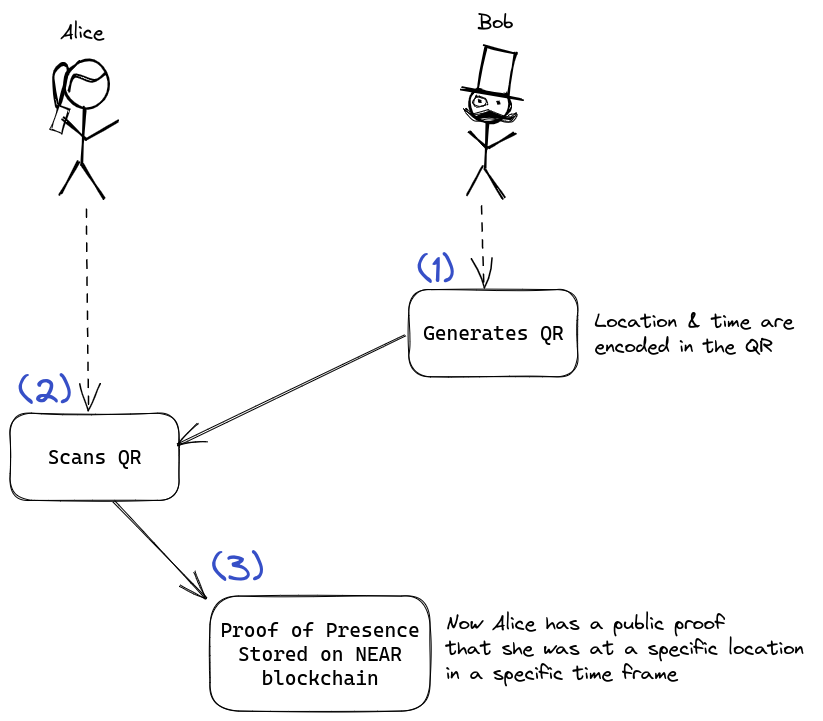 Alice
Bob
(1)
Generates QR
Location & time are
encoded in the QR
(2)
Scans QR
(3)
Proof of Presence
Stored on NEAR
blockchain
Now Alice has a public proof
that she was at a specific location
in a specific time frame